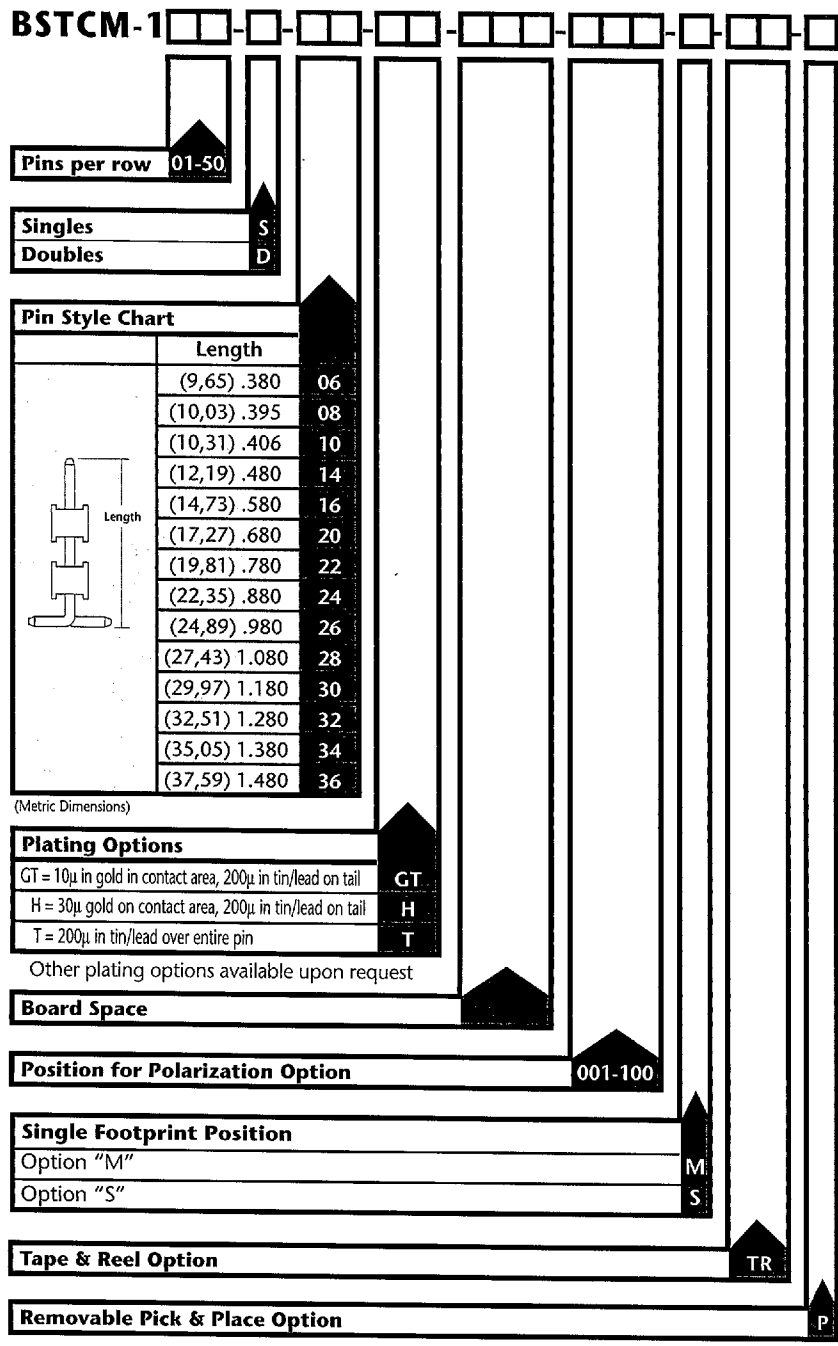 BSTCM-1 - - - - - - - -
Pins per row 01-50
Singles S
Doubles D
Pin Style Chart
Length
(9,65) .380 06
(10,03) .395 08
(10,31) .406 10
(12,19) .480 14
(14,73) .580 16
(17,27) .680 20
(19,81) .780 22
(22,35) .880 24
(24,89) .980 26
(27,43) 1.080 28
(29,97) 1.180 30
(32,51) 1.280 32
(35,05) 1.380 34
(37,59) 1.480 36
Length
(Metric Dimensions)
Plating Options
GT = 10µ in gold in contact area, 200µ in tin/lead on tail GT
H = 30µ gold on contact area, 200µ in tin/lead on tail H
T = 200µ in tin/lead over entire pin T
Other plating options available upon request
Board Space
Position for Polarization Option 001-100
Single Footprint Position
Option "M" M
Option "S" S
Tape & Reel Option TR
Removable Pick & Place Option P